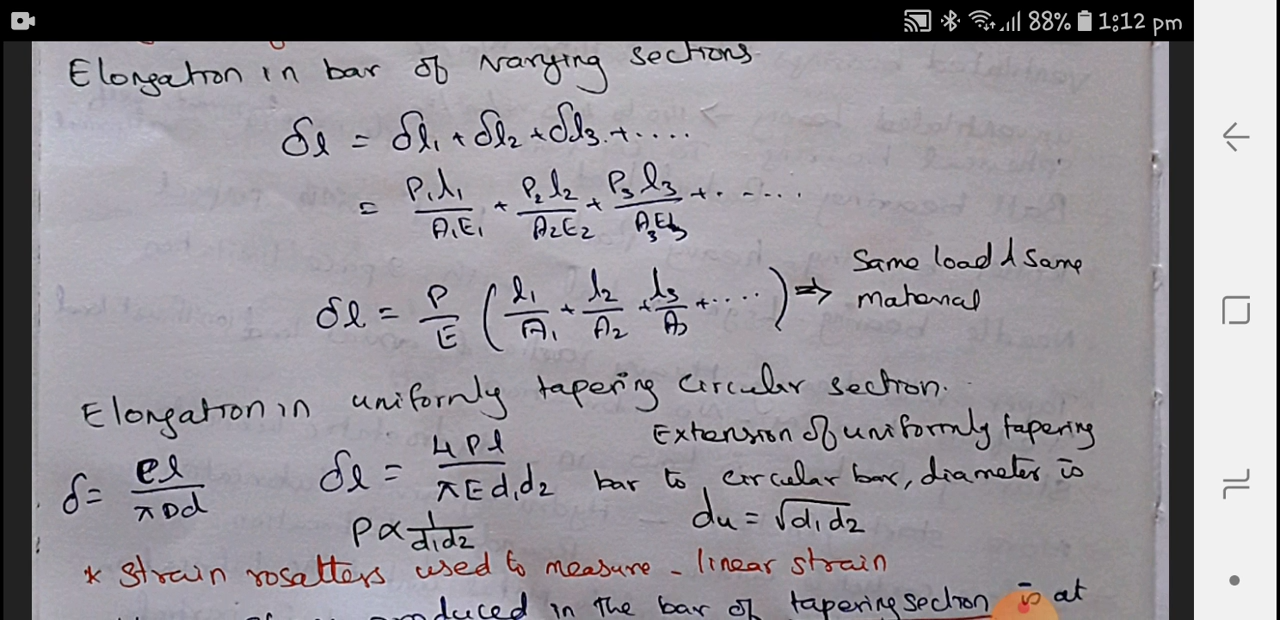 88% 1:12 pm
Elongation in bar of varying sections
δl = δl₁ + δl₂ + δl₃ + ....
= P₁l₁/A₁E₁ + P₂l₂/A₂E₂ + P₃l₃/A₃E₃ + .....
δl = P/E ( l₁/A₁ + l₂/A₂ + l₃/A₃ + .... ) ⇒ Same load & Same material
Elongation in uniformly tapering circular section.
Extension of uniformly tapering
δ = Pl/πDd δl = 4Pl/πEd₁d₂ bar to circular bar, diameter is
P ∝ 1/d₁d₂ du = √d₁d₂
* Strain rosatters used to measure - linear strain
produced in the bar of tapering section is at